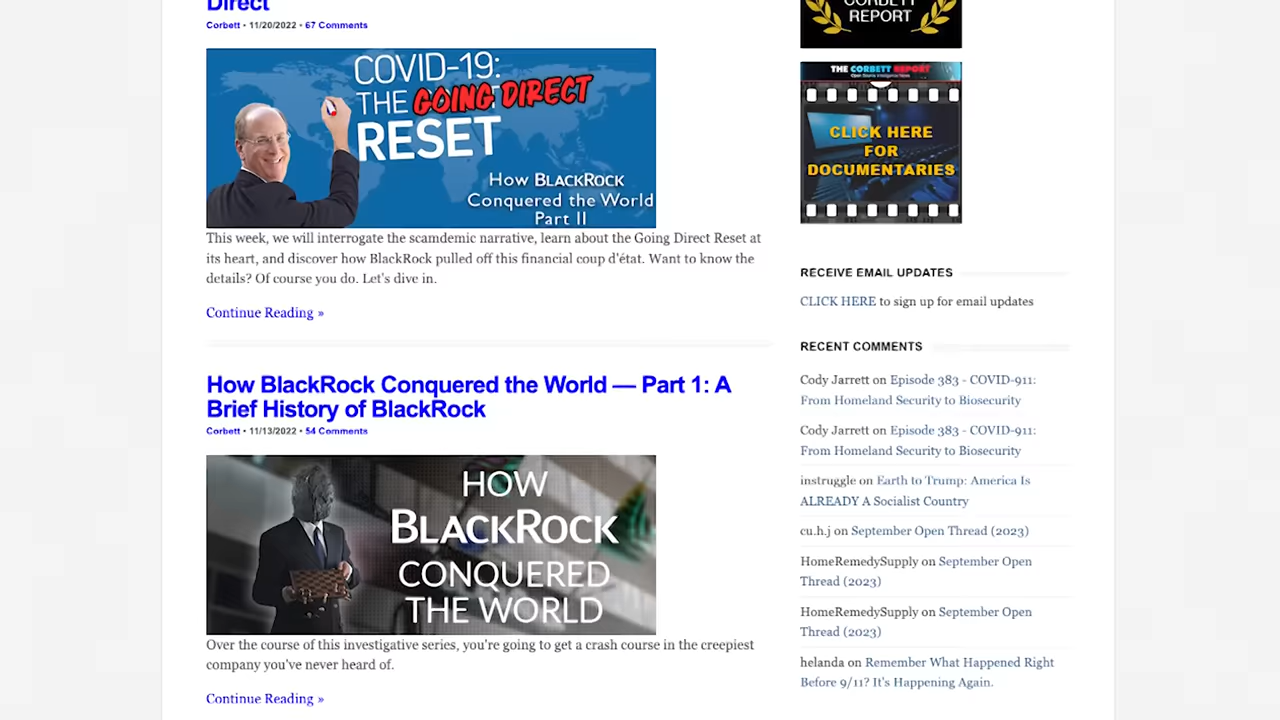 Direct
Corbett • 11/20/2022 • 67 Comments
COVID-19:
THE GOING DIRECT
RESET
How BLACKROCK
Conquered the World
Part II
This week, we will interrogate the scamdemic narrative, learn about the Going Direct Reset at
its heart, and discover how BlackRock pulled off this financial coup d'état. Want to know the
details? Of course you do. Let's dive in.
Continue Reading »
How BlackRock Conquered the World — Part 1: A
Brief History of BlackRock
Corbett • 11/13/2022 • 54 Comments
HOW
BLACKROCK
CONQUERED
THE WORLD
Over the course of this investigative series, you're going to get a crash course in the creepiest
company you've never heard of.
Continue Reading »
CORBETT
REPORT
THE CORBETT REPORT
Open Source Intelligence News
CLICK HERE
FOR
DOCUMENTARIES
RECEIVE EMAIL UPDATES
CLICK HERE to sign up for email updates
RECENT COMMENTS
Cody Jarrett on Episode 383 - COVID-911:
From Homeland Security to Biosecurity
Cody Jarrett on Episode 383 - COVID-911:
From Homeland Security to Biosecurity
instruggle on Earth to Trump: America Is
ALREADY A Socialist Country
cu.h.j on September Open Thread (2023)
HomeRemedySupply on September Open
Thread (2023)
HomeRemedySupply on September Open
Thread (2023)
helanda on Remember What Happened Right
Before 9/11? It's Happening Again.